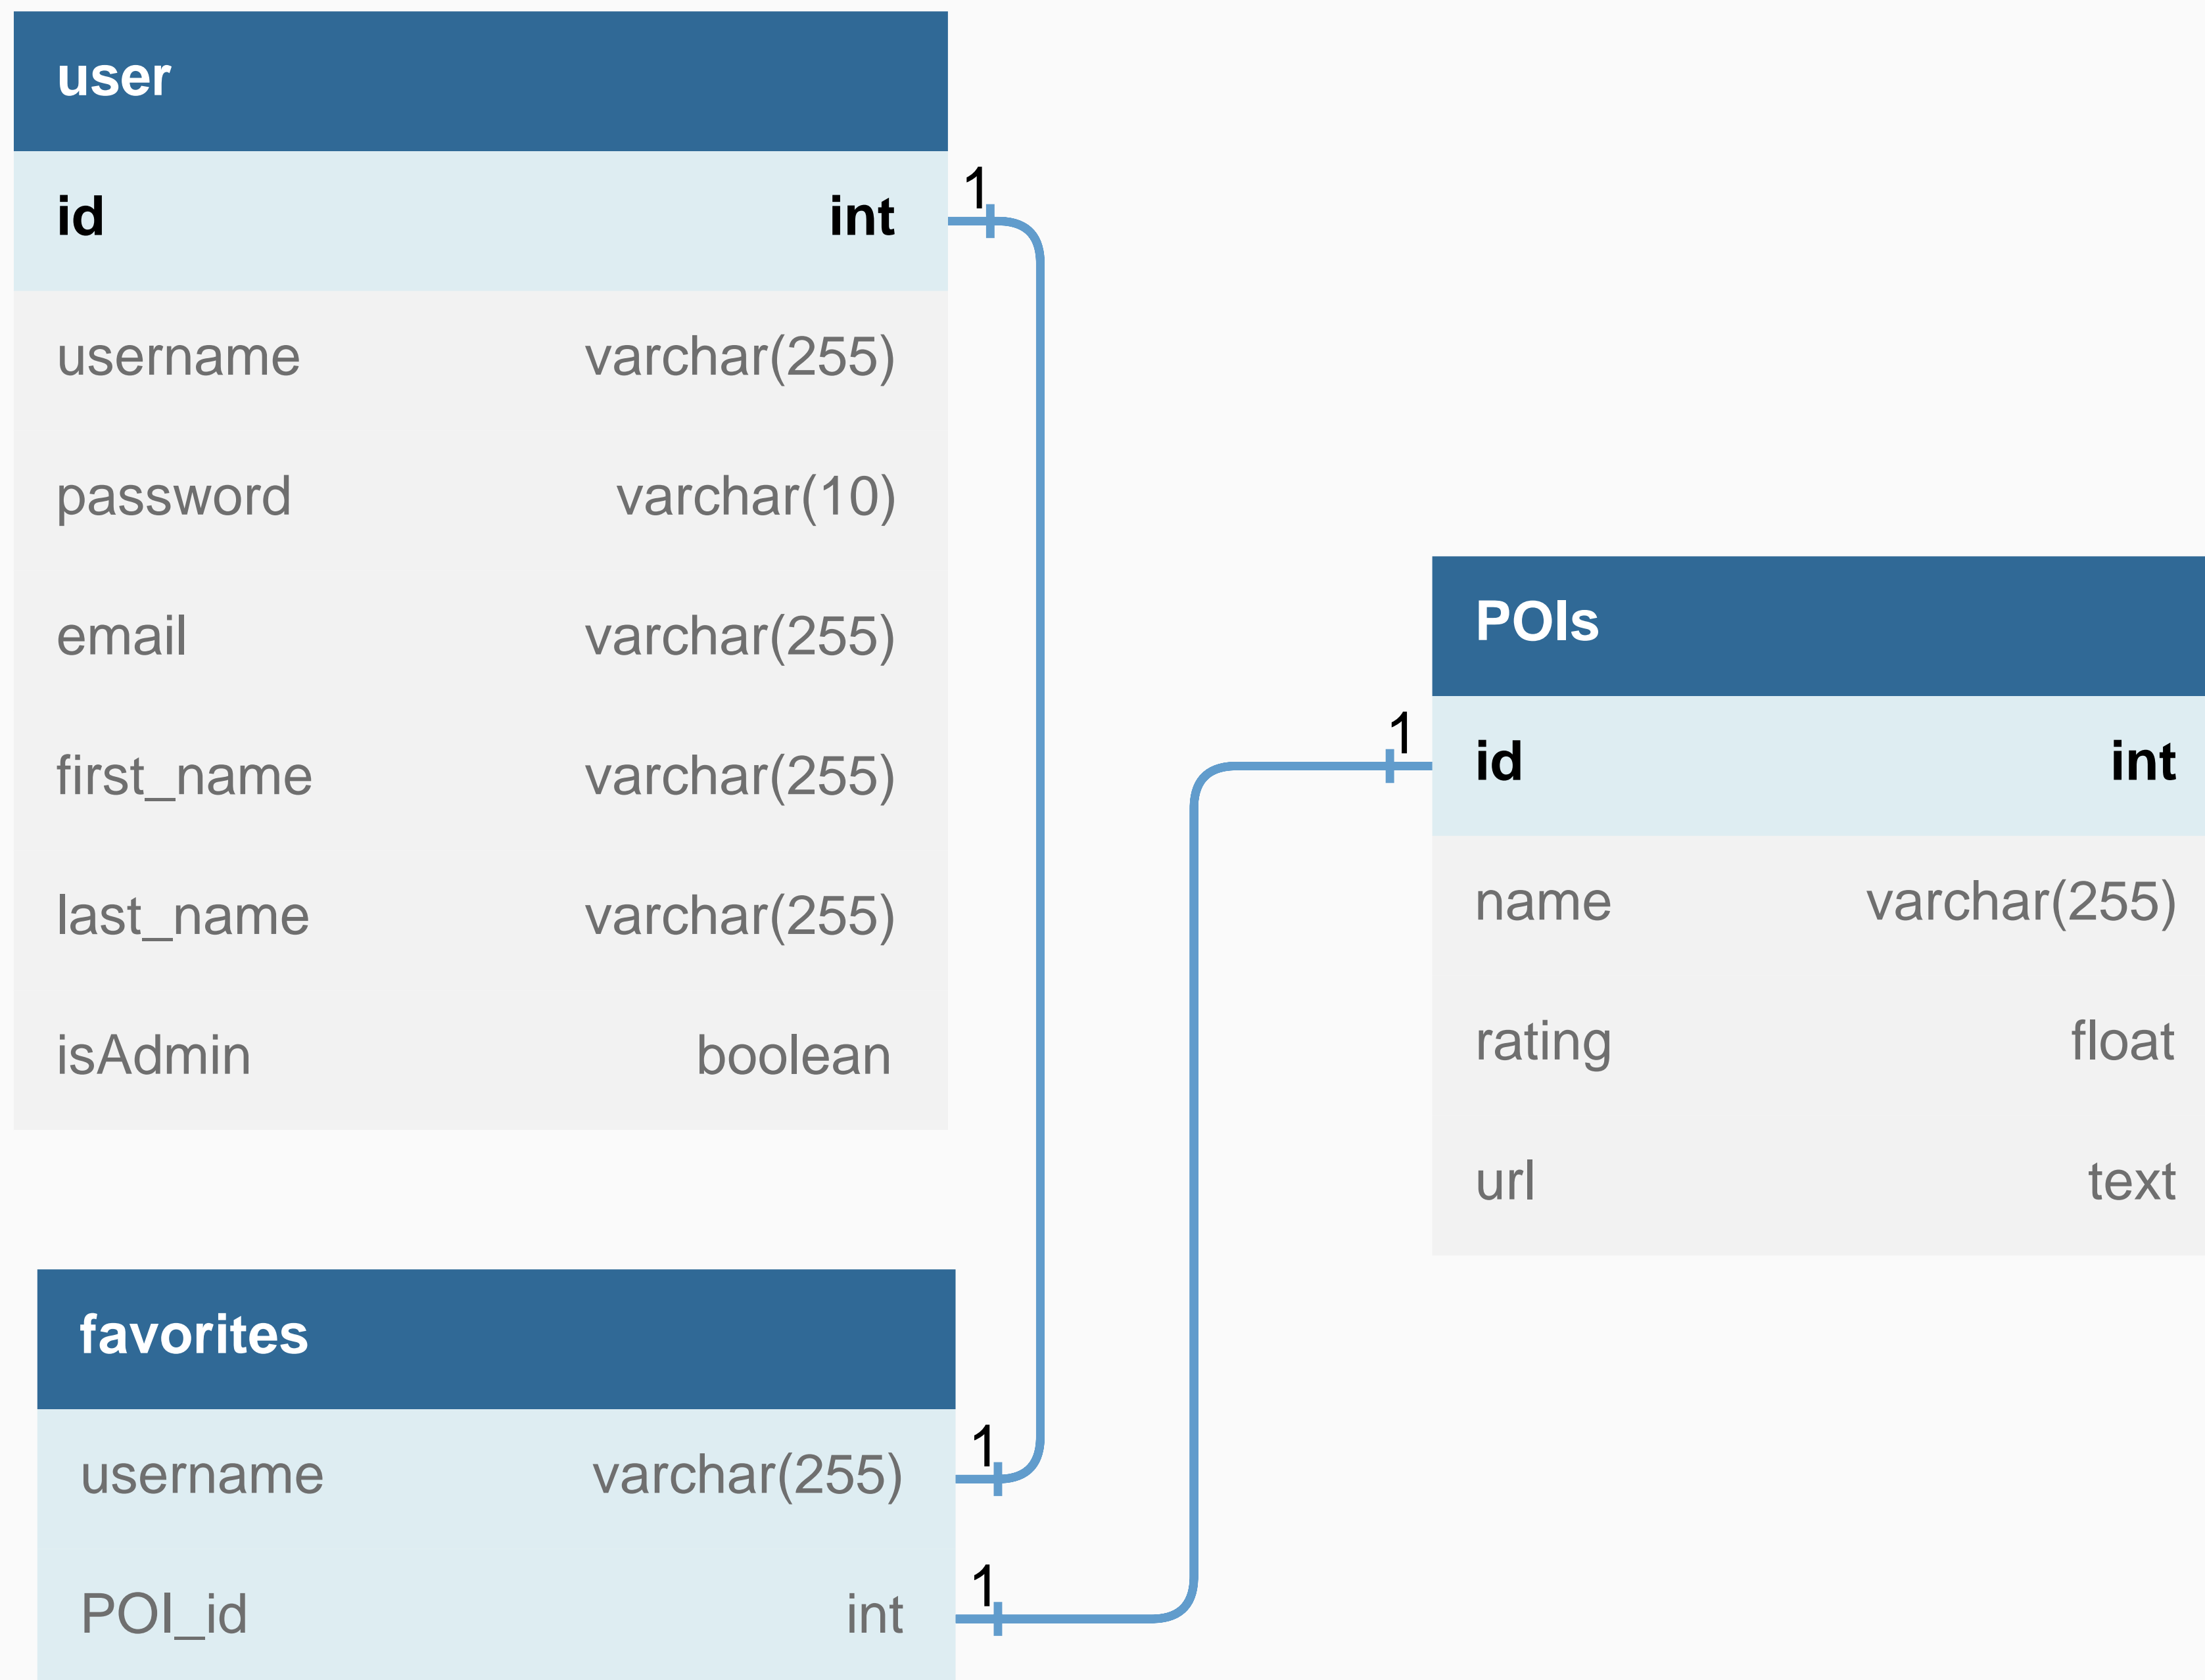 user
id int
username varchar(255)
password varchar(10)
email varchar(255)
first_name varchar(255)
last_name varchar(255)
isAdmin boolean
1
POIs
id int
name varchar(255)
rating float
url text
1
favorites
username varchar(255)
POI_id int
1
1